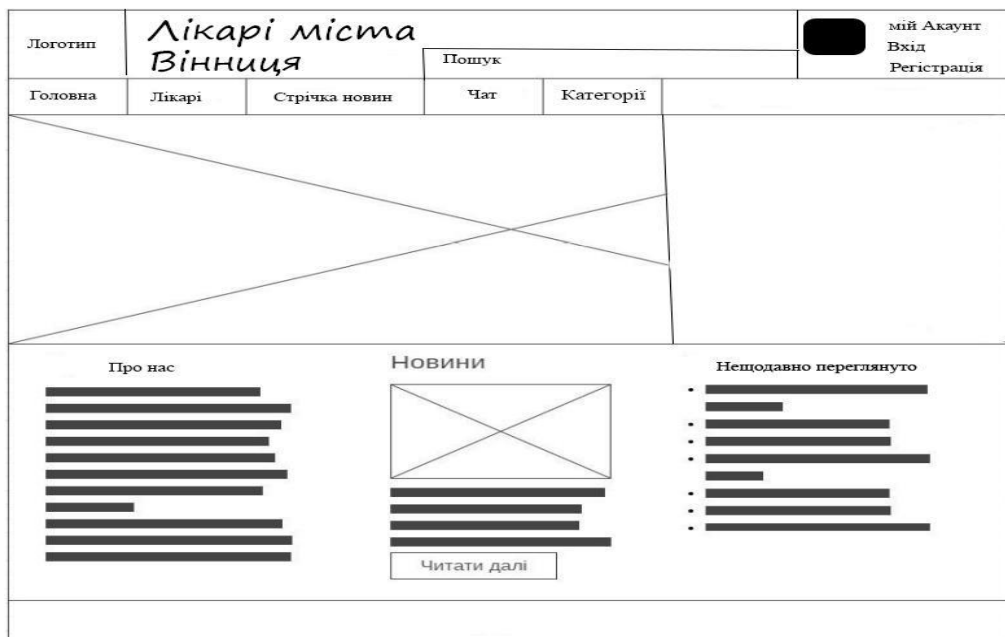 Логотип
Лікарі міста
Вінниця
Пошук
мій Акаунт
Вхід
Регістрація
Головна
Лікарі
Стрічка новин
Чат
Категорії
Про нас
Новини
Читати далі
Нещодавно переглянуто